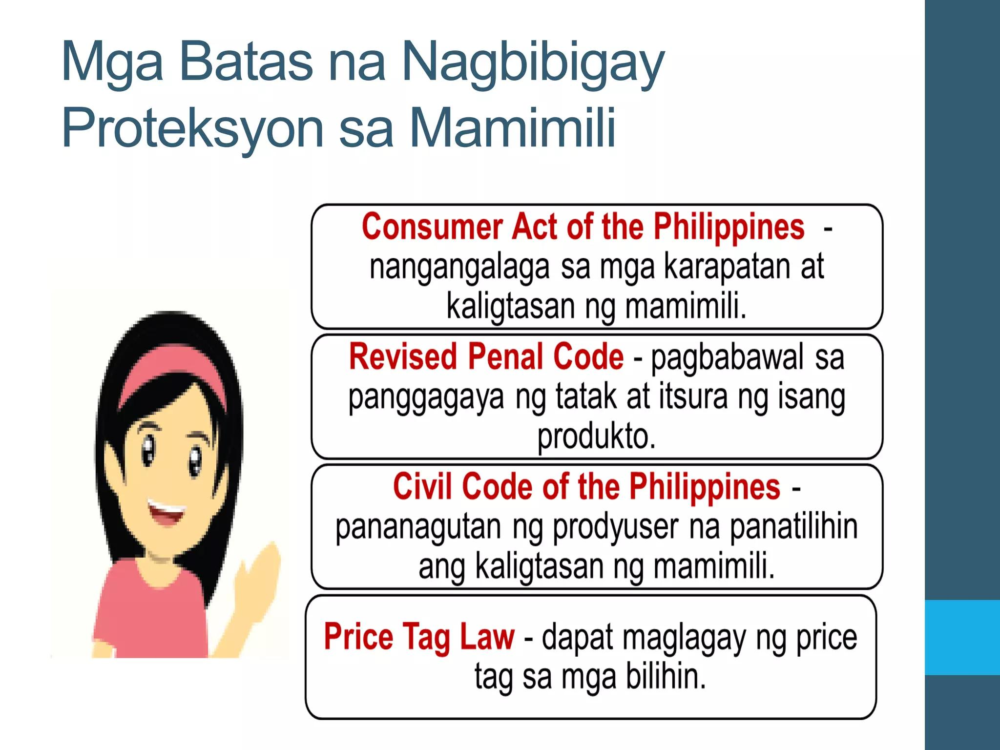 Mga Batas na Nagbibigay
Proteksyon sa Mamimili
Consumer Act of the Philippines -
nangangalaga sa mga karapatan at
kaligtasan ng mamimili.
Revised Penal Code - pagbabawal sa
panggagaya ng tatak at itsura ng isang
produkto.
Civil Code of the Philippines -
pananagutan ng prodyuser na panatilihin
ang kaligtasan ng mamimili.
Price Tag Law - dapat maglagay ng price
tag sa mga bilihin.